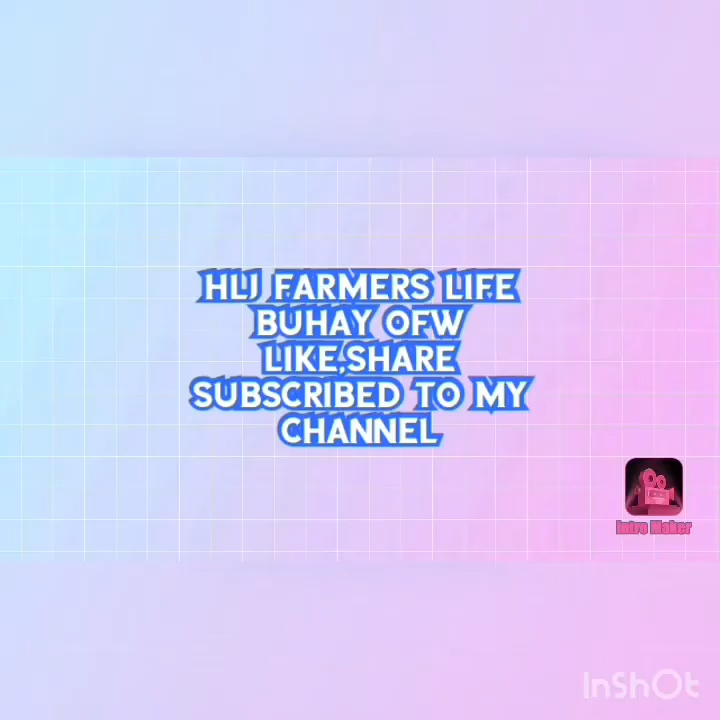 HLJ FARMERS LIFE
BUHAY OFW
LIKE,SHARE
SUBSCRIBED TO MY
CHANNEL
Intro Maker
InShOt